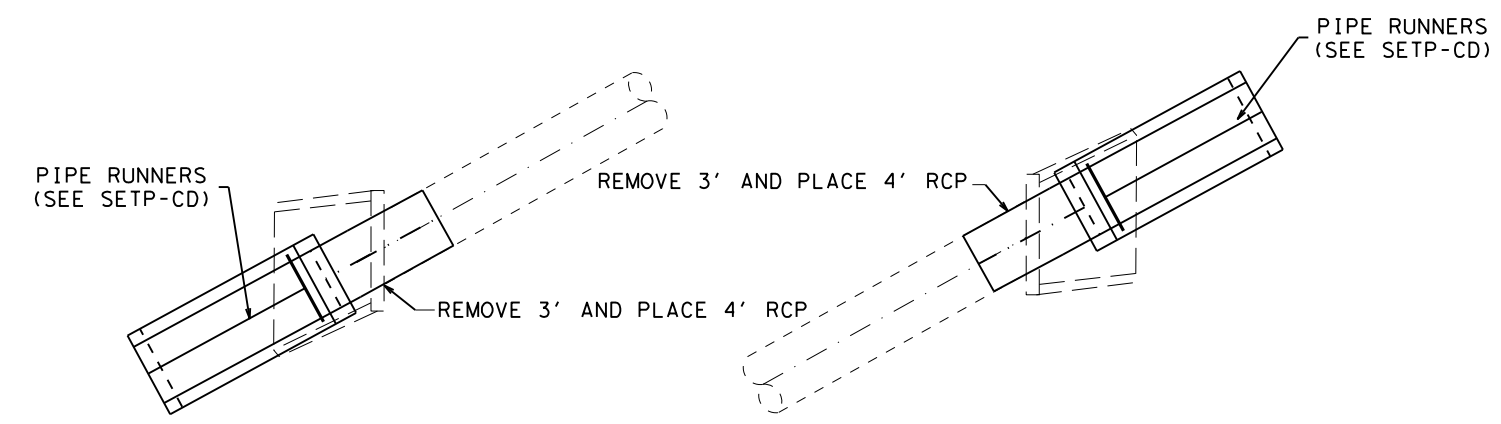 PIPE RUNNERS
(SEE SETP-CD)
PIPE RUNNERS
(SEE SETP-CD)
REMOVE 3' AND PLACE 4' RCP
REMOVE 3' AND PLACE 4' RCP